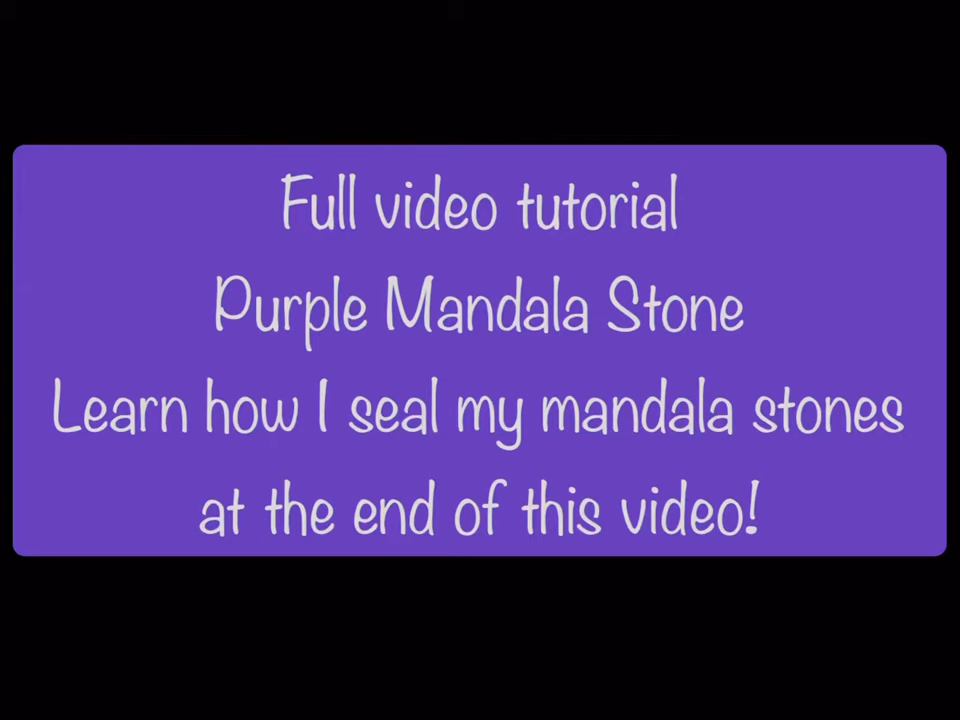 Full video tutorial
Purple Mandala Stone
Learn how I seal my mandala stones
at the end of this video!